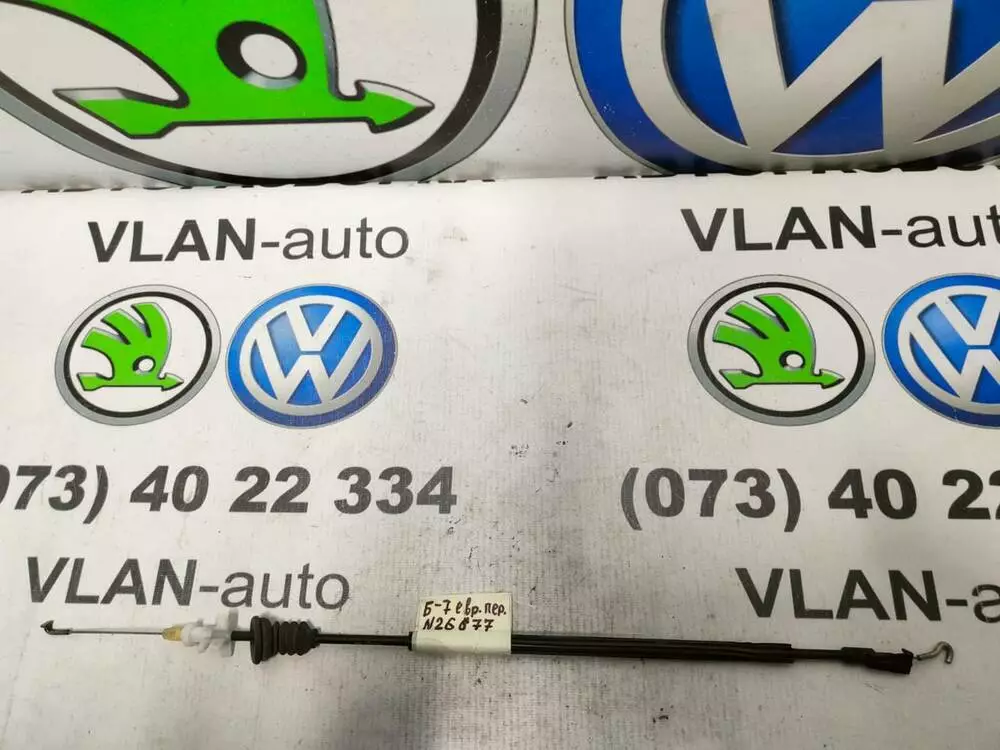 VLAN-auto
VLAN-auto
(073) 40 22 334
(073) 40 22
VLAN-auto
VLAN-a
Б-7 евр. пер.
N26877